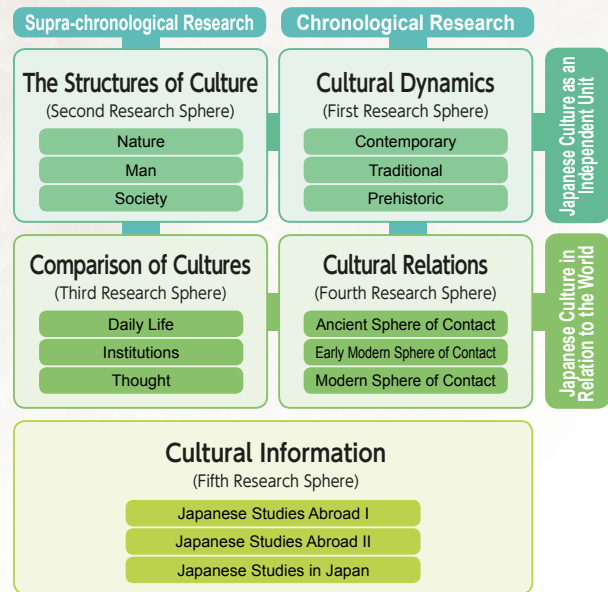 Supra-chronological Research
Chronological Research
The Structures of Culture
(Second Research Sphere)
Nature
Man
Society
Cultural Dynamics
(First Research Sphere)
Contemporary
Traditional
Prehistoric
Japanese Culture as an
Independent Unit
Comparison of Cultures
(Third Research Sphere)
Daily Life
Institutions
Thought
Cultural Relations
(Fourth Research Sphere)
Ancient Sphere of Contact
Early Modern Sphere of Contact
Modern Sphere of Contact
Japanese Culture in
Relation to the World
Cultural Information
(Fifth Research Sphere)
Japanese Studies Abroad I
Japanese Studies Abroad II
Japanese Studies in Japan